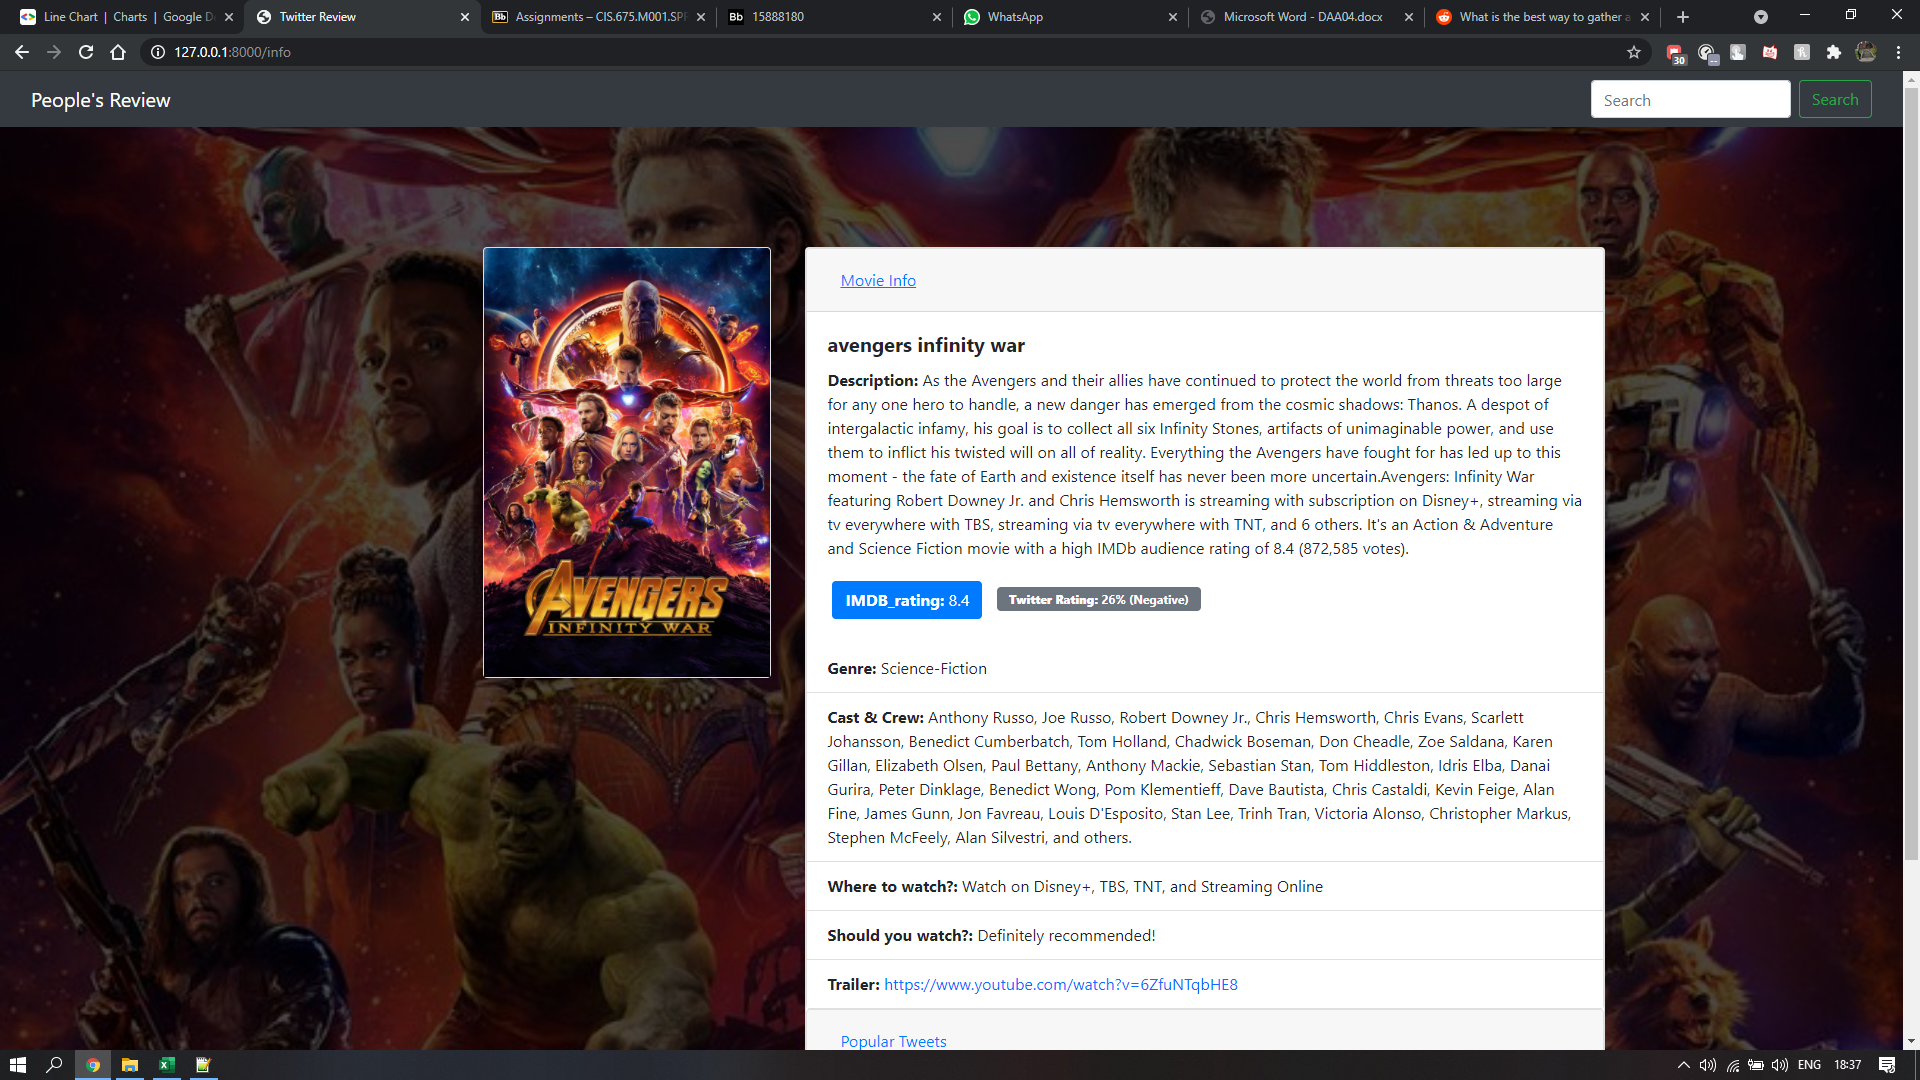 Line Chart | Charts | Google D
Twitter Review
Assignments – CIS.675.M001.SPR
15888180
WhatsApp
Microsoft Word - DAA04.docx
What is the best way to gather a
127.0.0.1:8000/info
30
People's Review
Search
Search
AVENGERS
INFINITY WAR
Movie Info
avengers infinity war
Description: As the Avengers and their allies have continued to protect the world from threats too large
for any one hero to handle, a new danger has emerged from the cosmic shadows: Thanos. A despot of
intergalactic infamy, his goal is to collect all six Infinity Stones, artifacts of unimaginable power, and use
them to inflict his twisted will on all of reality. Everything the Avengers have fought for has led up to this
moment - the fate of Earth and existence itself has never been more uncertain.Avengers: Infinity War
featuring Robert Downey Jr. and Chris Hemsworth is streaming with subscription on Disney+, streaming via
tv everywhere with TBS, streaming via tv everywhere with TNT, and 6 others. It's an Action & Adventure
and Science Fiction movie with a high IMDb audience rating of 8.4 (872,585 votes).
IMDB_rating: 8.4
Twitter Rating: 26% (Negative)
Genre: Science-Fiction
Cast & Crew: Anthony Russo, Joe Russo, Robert Downey Jr., Chris Hemsworth, Chris Evans, Scarlett
Johansson, Benedict Cumberbatch, Tom Holland, Chadwick Boseman, Don Cheadle, Zoe Saldana, Karen
Gillan, Elizabeth Olsen, Paul Bettany, Anthony Mackie, Sebastian Stan, Tom Hiddleston, Idris Elba, Danai
Gurira, Peter Dinklage, Benedict Wong, Pom Klementieff, Dave Bautista, Chris Castaldi, Kevin Feige, Alan
Fine, James Gunn, Jon Favreau, Louis D'Esposito, Stan Lee, Trinh Tran, Victoria Alonso, Christopher Markus,
Stephen McFeely, Alan Silvestri, and others.
Where to watch?: Watch on Disney+, TBS, TNT, and Streaming Online
Should you watch?: Definitely recommended!
Trailer: https://www.youtube.com/watch?v=6ZfuNTqbHE8
Popular Tweets
ENG
18:37